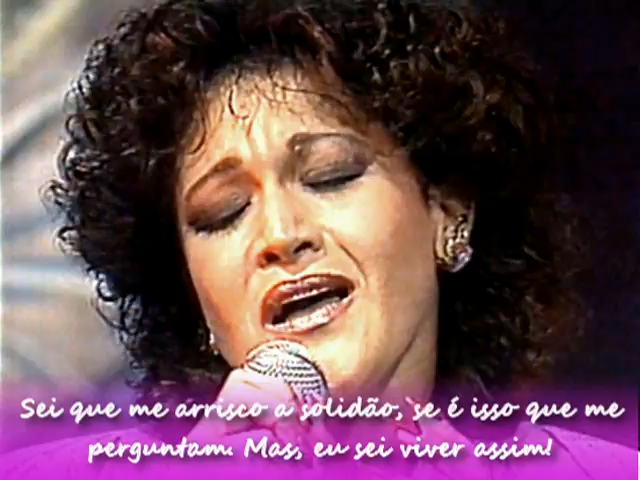 Sei que me arrisco a solidão, se é isso que me
perguntam. Mas, eu sei viver assim!